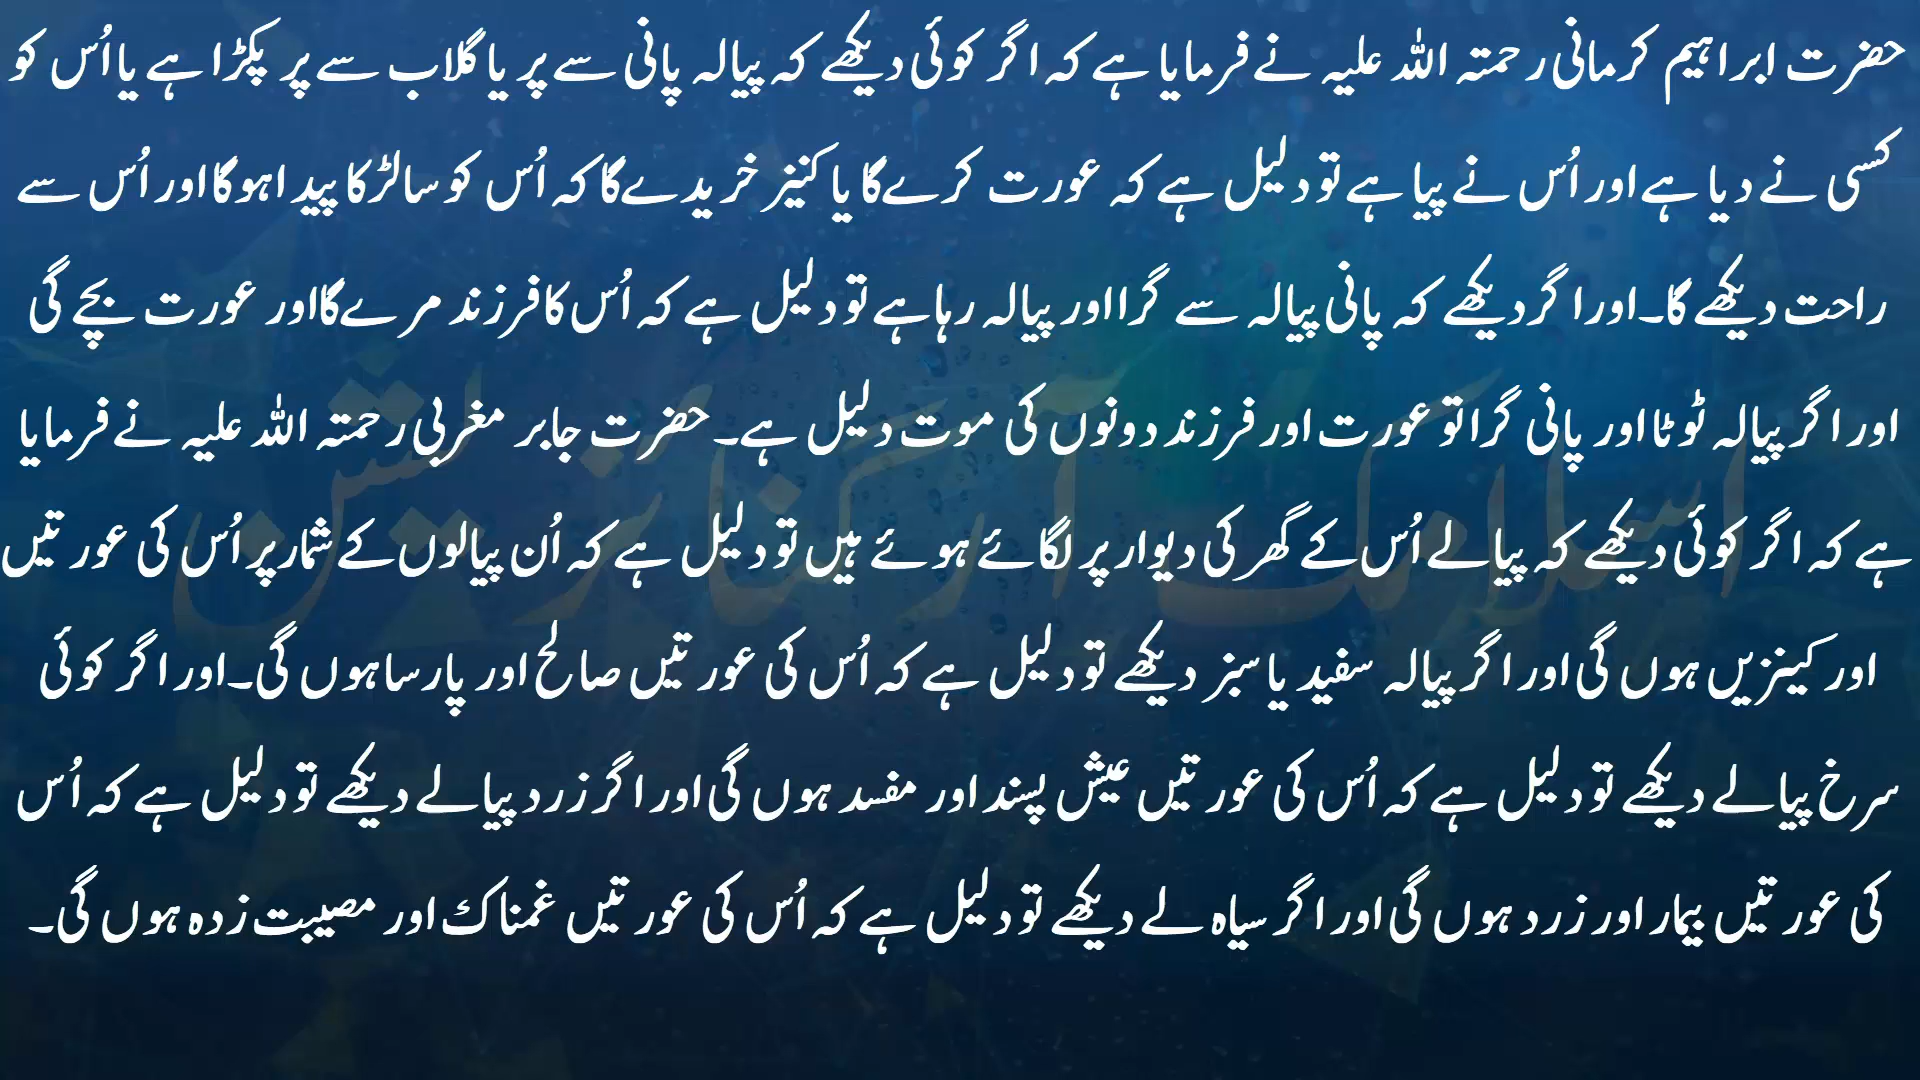 حضرت ابراہیم کرمانی رحمتہ اللہ علیہ نے فرمایا ہے کہ اگر کوئی دیکھے کہ پیالہ پانی سے پر یا گلاب سے پر پکڑا ہے یا اُس کو
کسی نے دیا ہے اور اُس نے پیا ہے تو دلیل ہے کہ عورت کرے گا یا کنیز خریدے گا کہ اُس کو سا لڑکا پیدا ہوگا اور اُس سے
راحت دیکھے گا۔ اور اگر دیکھے کہ پانی پیالہ سے گرا اور پیالہ رہا ہے تو دلیل ہے کہ اُس کا فرزند مرے گا اور عورت بچے گی
اور اگر پیالہ ٹوٹا اور پانی گرا تو عورت اور فرزند دونوں کی موت دلیل ہے۔ حضرت جابر مغربی رحمتہ اللہ علیہ نے فرمایا
ہے کہ اگر کوئی دیکھے کہ پیالے اُس کے گھر کی دیوار پر لگائے ہوئے ہیں تو دلیل ہے کہ اُن پیالوں کے شمار پر اُس کی عورتیں
اور کینزیں ہوں گی اور اگر پیالہ سفید یا سبز دیکھے تو دلیل ہے کہ اُس کی عورتیں صالح اور پارسا ہوں گی۔ اور اگر کوئی
سرخ پیالے دیکھے تو دلیل ہے کہ اُس کی عورتیں عیش پسند اور مفسد ہوں گی اور اگر زرد پیالے دیکھے تو دلیل ہے کہ اُس
کی عورتیں بیمار اور زرد ہوں گی اور اگر سیاہ لے دیکھے تو دلیل ہے کہ اُس کی عورتیں غمناک اور مصیبت زدہ ہوں گی۔
اسلامک آرگنائزیشن